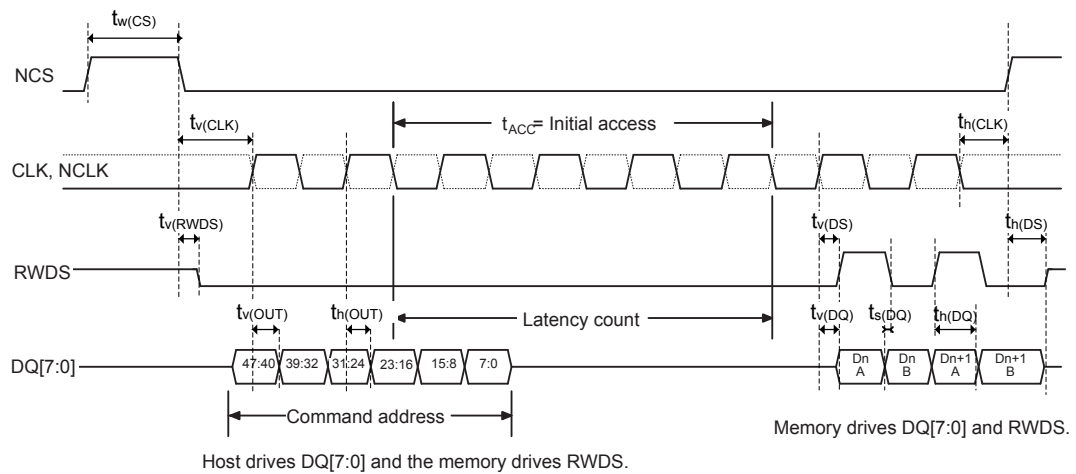 tw(CS)
NCS
tv(CLK)
tACC= Initial access
th(CLK)
CLK, NCLK
tv(RWDS)
tv(DS)
th(DS)
RWDS
tv(OUT)
th(OUT)
Latency count
tv(DQ)
ts(DQ)
th(DQ)
DQ[7:0]
47:40
39:32
31:24
23:16
15:8
7:0
Dn
A
Dn
B
Dn+1
A
Dn+1
B
Command address
Memory drives DQ[7:0] and RWDS.
Host drives DQ[7:0] and the memory drives RWDS.